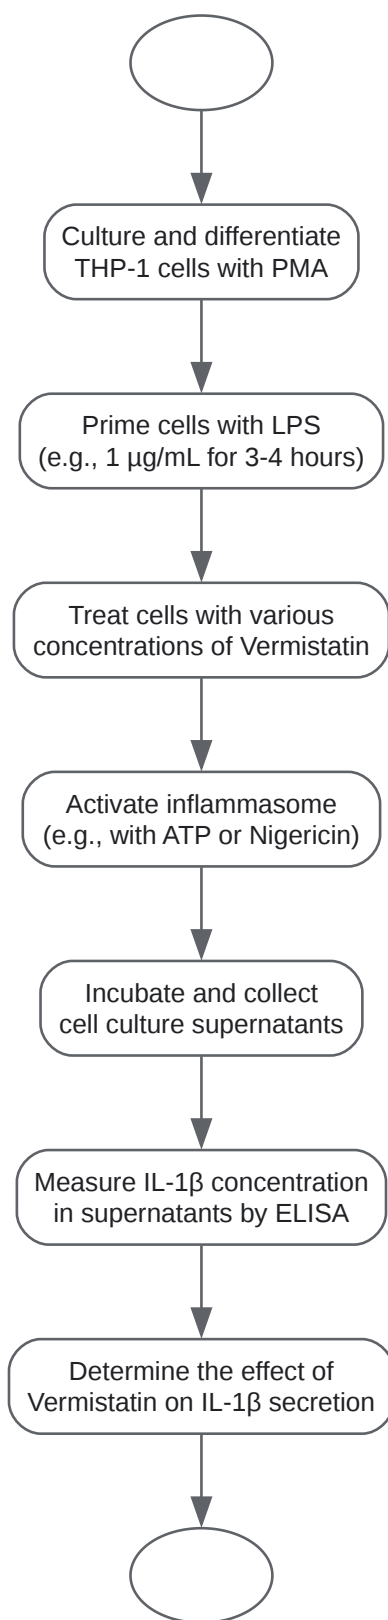 Culture and differentiate
THP-1 cells with PMA
Prime cells with LPS
(e.g., 1 µg/mL for 3-4 hours)
Treat cells with various
concentrations of Vermistatin
Activate inflammasome
(e.g., with ATP or Nigericin)
Incubate and collect
cell culture supernatants
Measure IL-1β concentration
in supernatants by ELISA
Determine the effect of
Vermistatin on IL-1β secretion